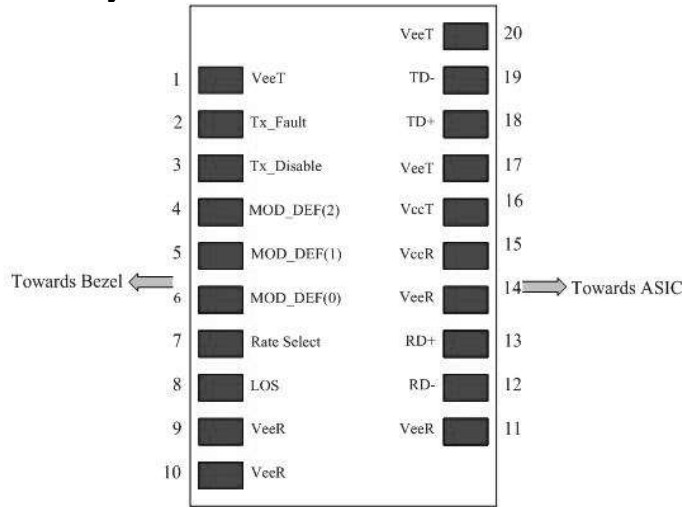 VeeT 20
1 VeeT TD- 19
2 Tx_Fault TD+ 18
3 Tx_Disable VeeT 17
4 MOD_DEF(2) VccT 16
5 MOD_DEF(1) VccR 15
Towards Bezel 6 MOD_DEF(0) VeeR 14 Towards ASIC
7 Rate Select RD+ 13
8 LOS RD- 12
9 VeeR VeeR 11
10 VeeR